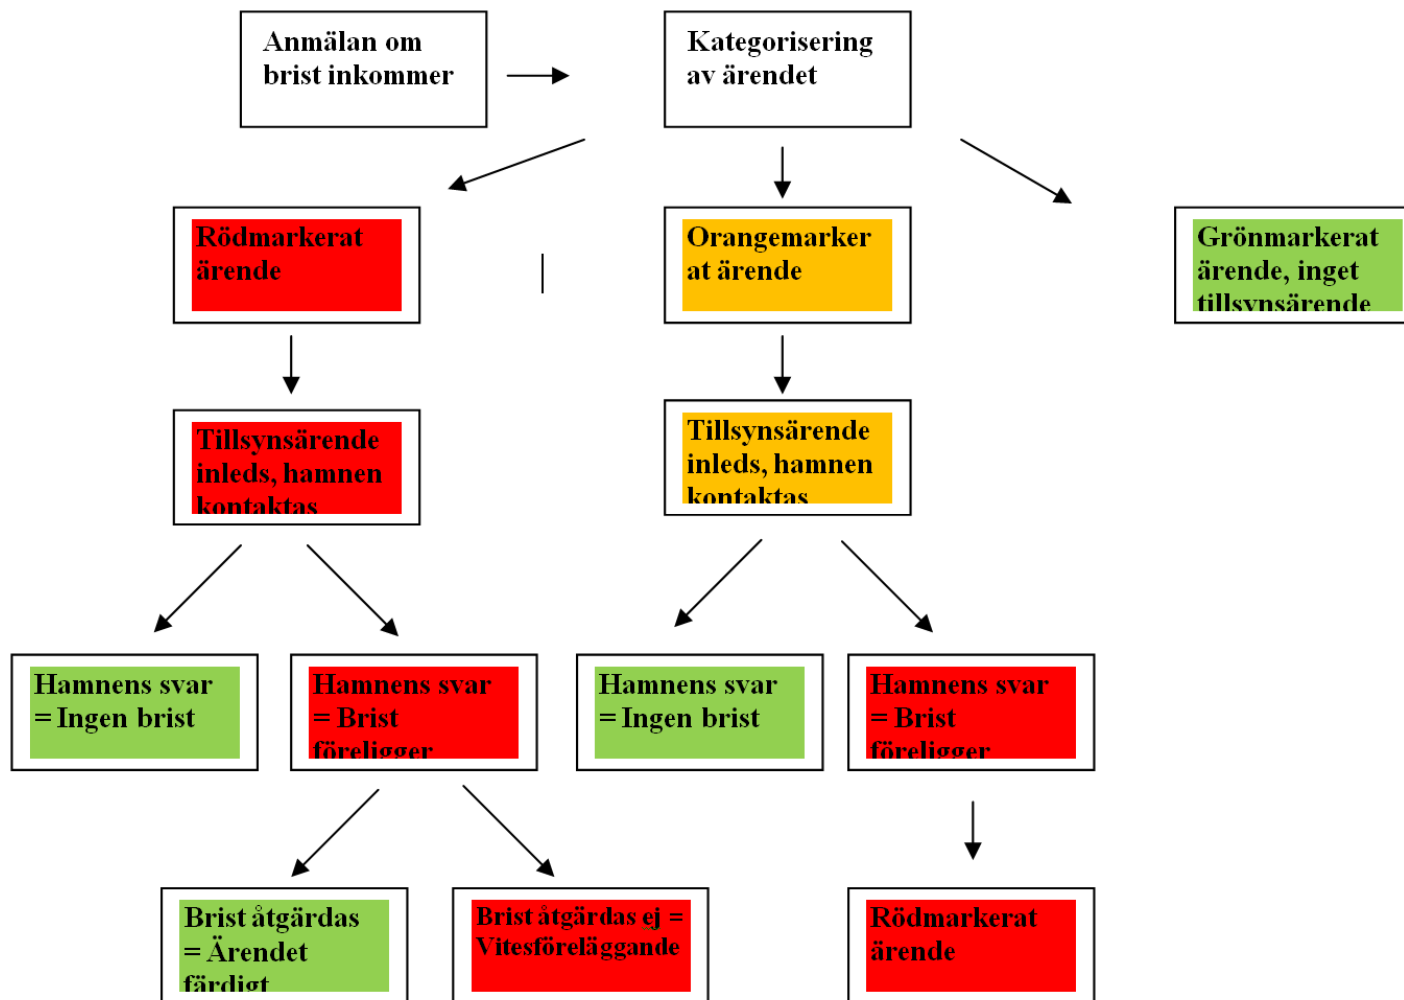 Anmälan om
brist inkommer
Kategorisering
av ärendet
Rödmarkerat
ärende
Orangemarker
at ärende
Grönmarkerat
ärende, inget
tillsynsärende
Tillsynsärende
inleds, hamnen
kontaktas
Tillsynsärende
inleds, hamnen
kontaktas
Hamnens svar
= Ingen brist
Hamnens svar
= Brist
föreligger
Hamnens svar
= Ingen brist
Hamnens svar
= Brist
föreligger
Brist åtgärdas
= Ärendet
färdigt
Brist åtgärdas ej =
Vitesföreläggande
Rödmarkerat
ärende